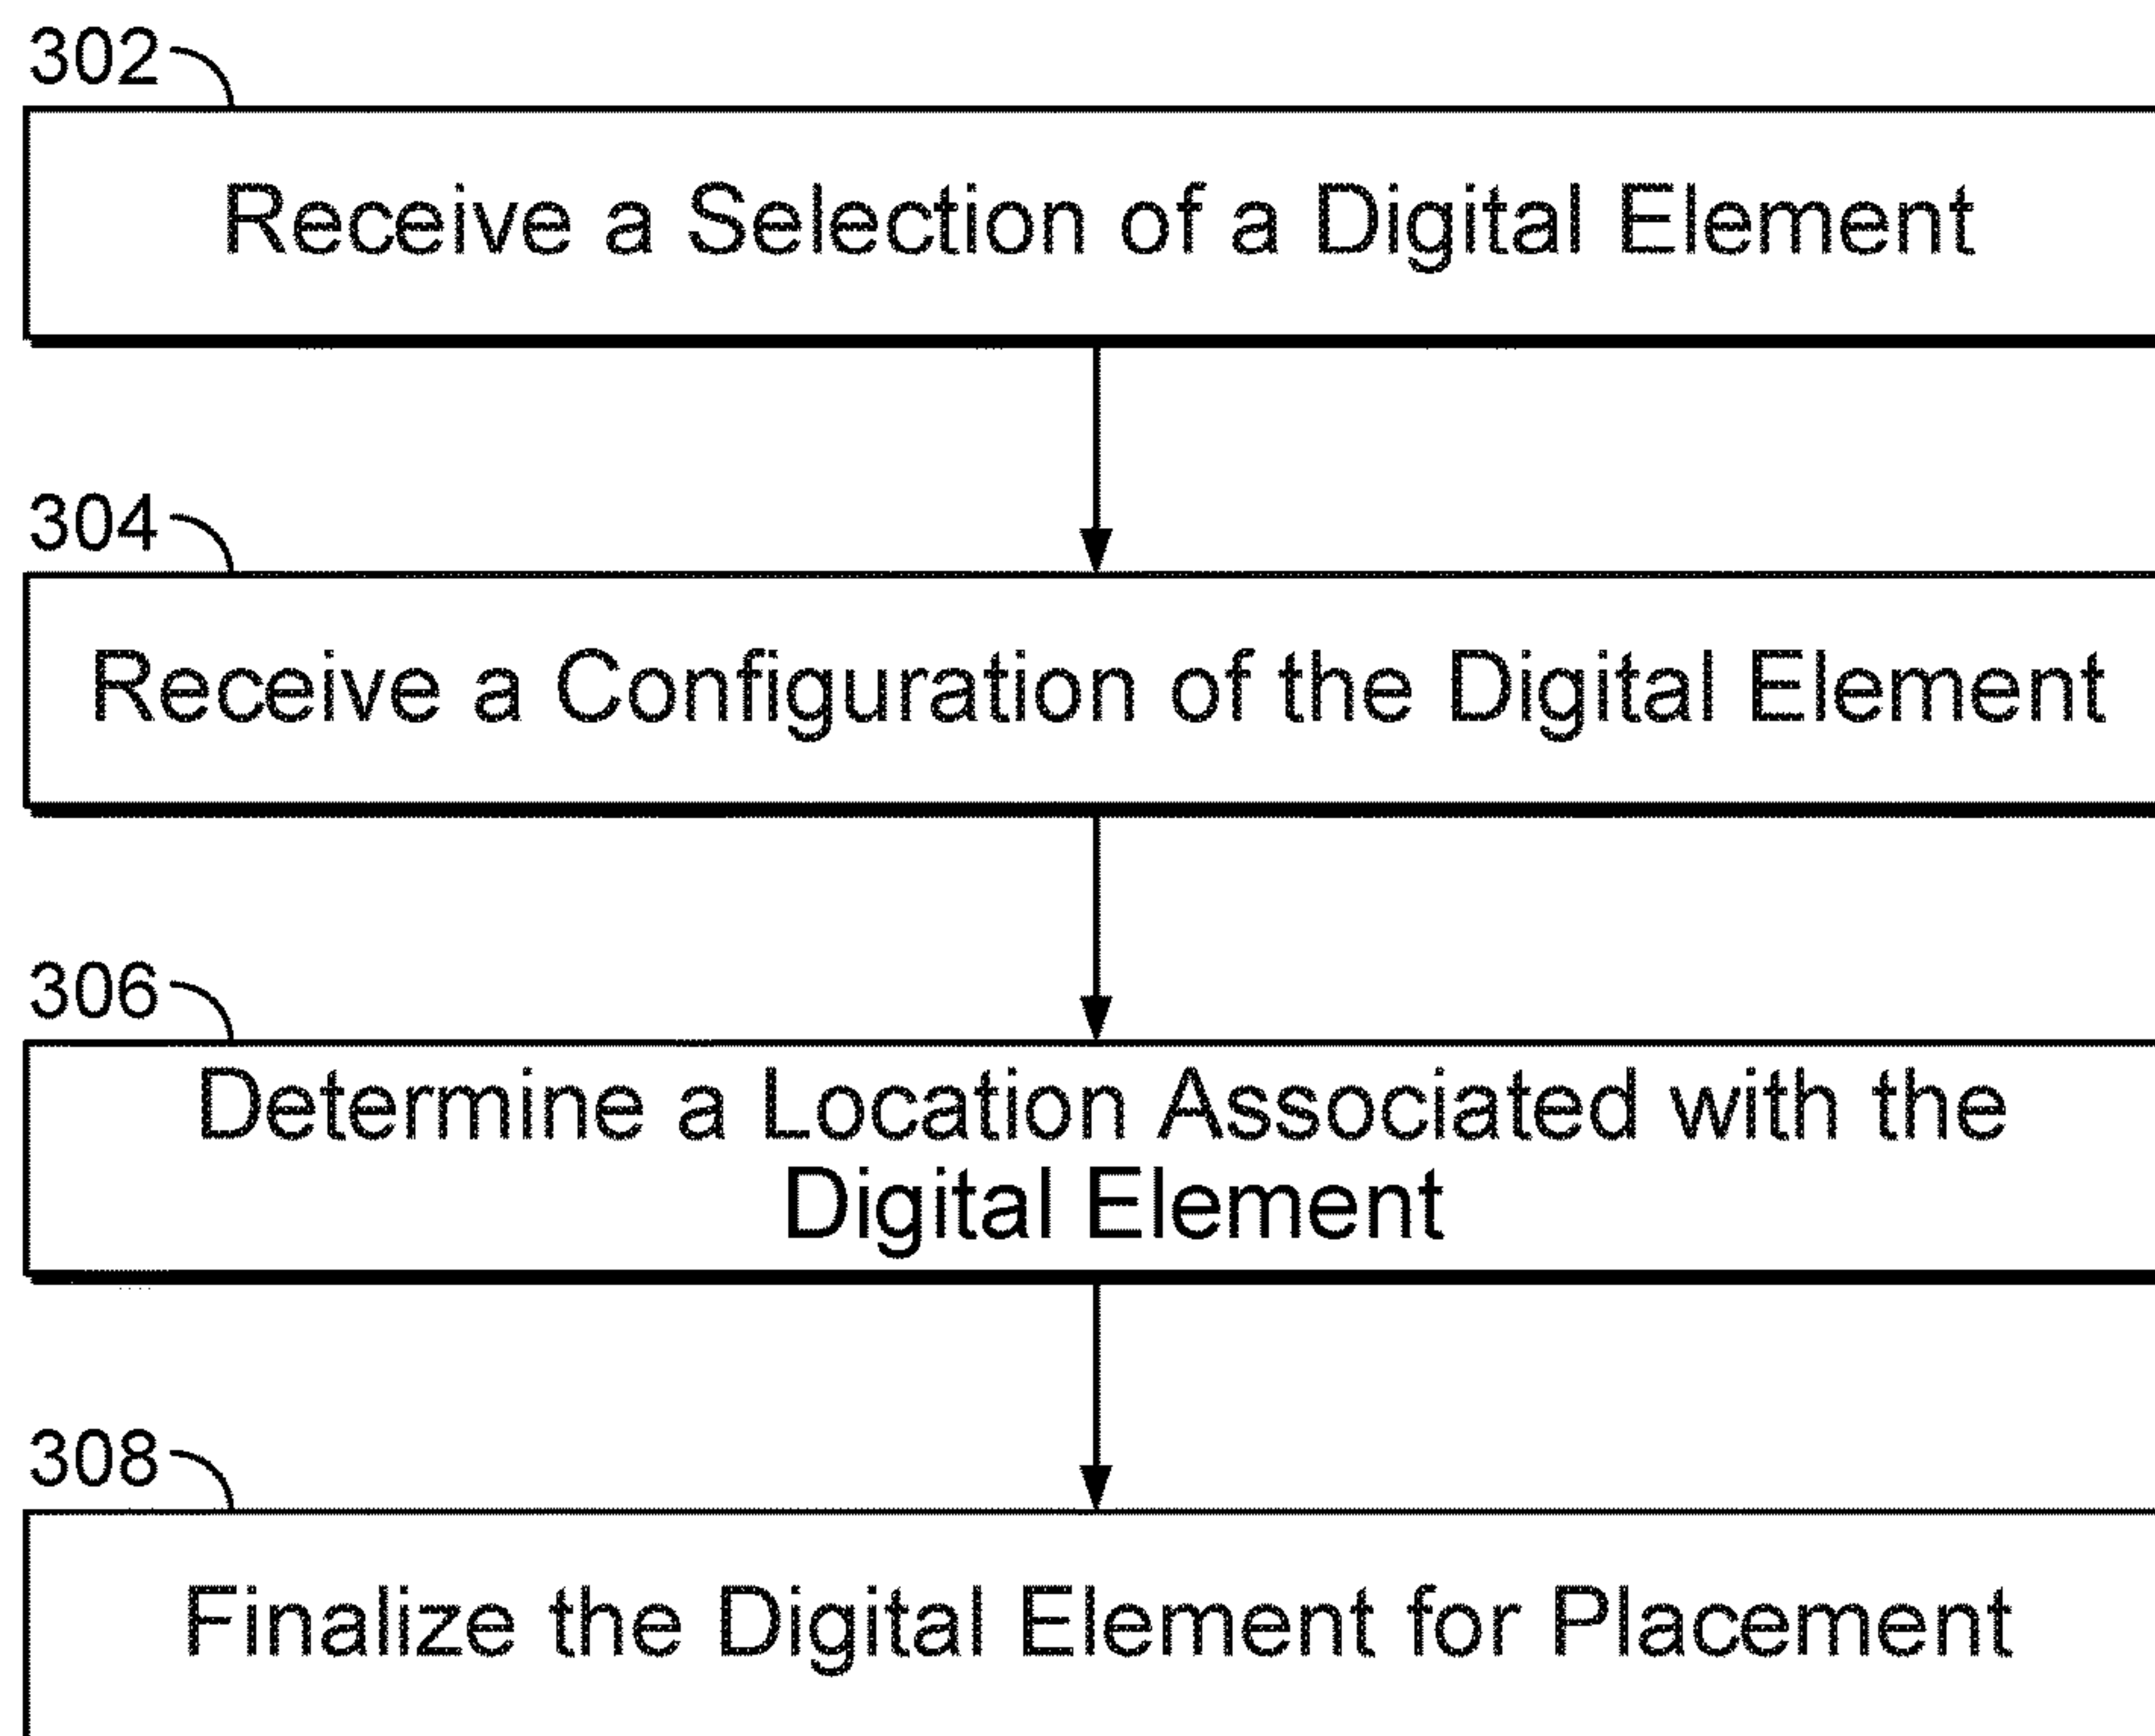 302
Receive a Selection of a Digital Element
304
Receive a Configuration of the Digital Element
306
Determine a Location Associated with the
Digital Element
308
Finalize the Digital Element for Placement